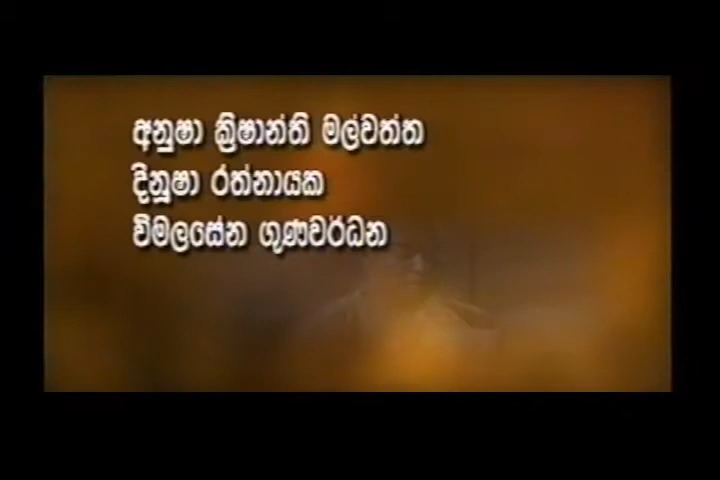 අනුෂා ක්‍රිෂාන්ති මල්වත්ත
දිනූෂා රත්නායක
විමලසේන ගුණවර්ධන